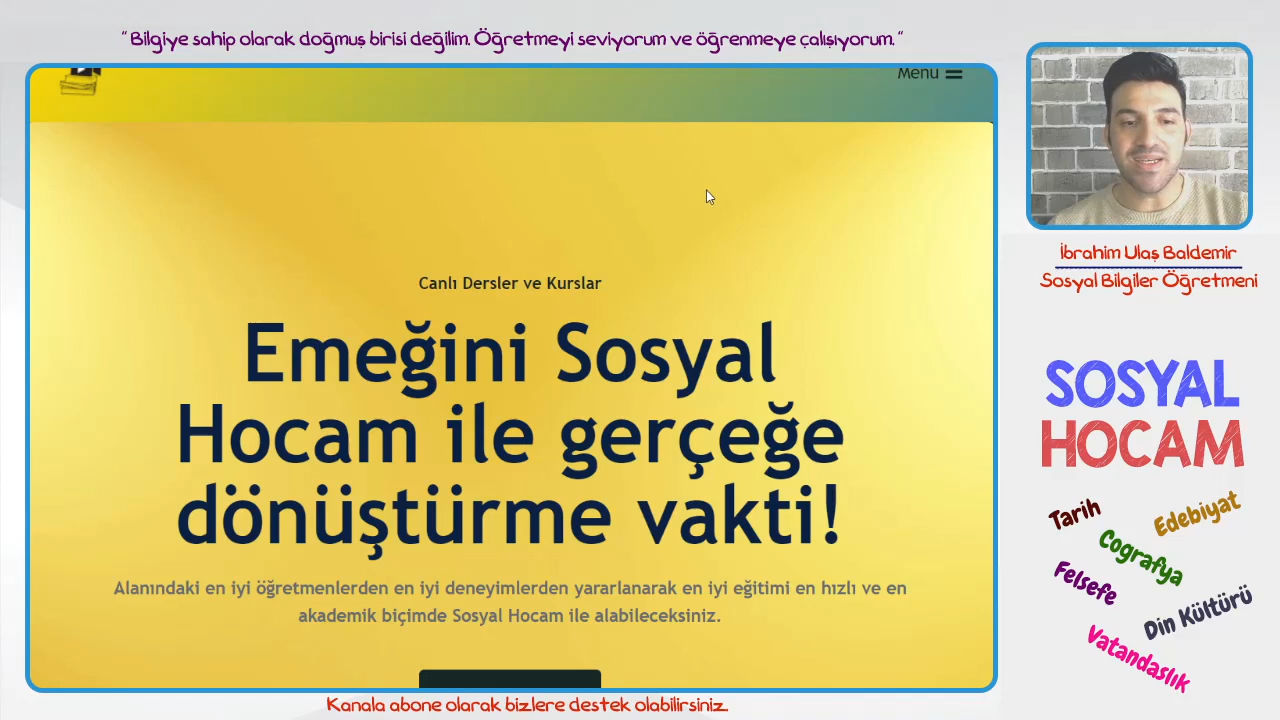 " Bilgiye sahip olarak doğmuş birisi değilim. Öğretmeyi seviyorum ve öğrenmeye çalışıyorum. "
Menu
Canlı Dersler ve Kurslar
Emeğini Sosyal
Hocam ile gerçeğe
dönüştürme vakti!
Alanındaki en iyi öğretmenlerden en iyi deneyimlerden yararlanarak en iyi eğitimi en hızlı ve en
akademik biçimde Sosyal Hocam ile alabileceksiniz.
Kanala abone olarak bizlere destek olabilirsiniz.
İbrahim Ulaş Baldemir
Sosyal Bilgiler Öğretmeni
SOSYAL
HOCAM
Tarih
Edebiyat
Coğrafya
Felsefe
Din Kültürü
Vatandaslık